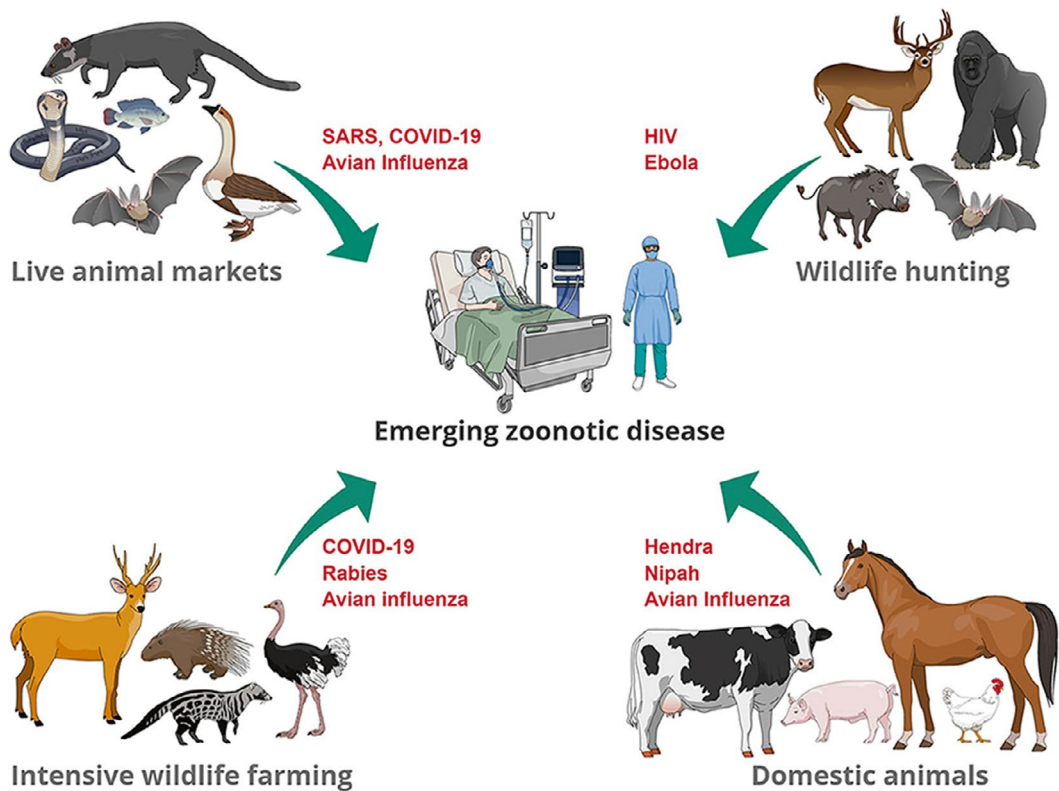 SARS, COVID-19
Avian Influenza
HIV
Ebola
Live animal markets
Wildlife hunting
Emerging zoonotic disease
COVID-19
Rabies
Avian influenza
Hendra
Nipah
Avian Influenza
Intensive wildlife farming
Domestic animals